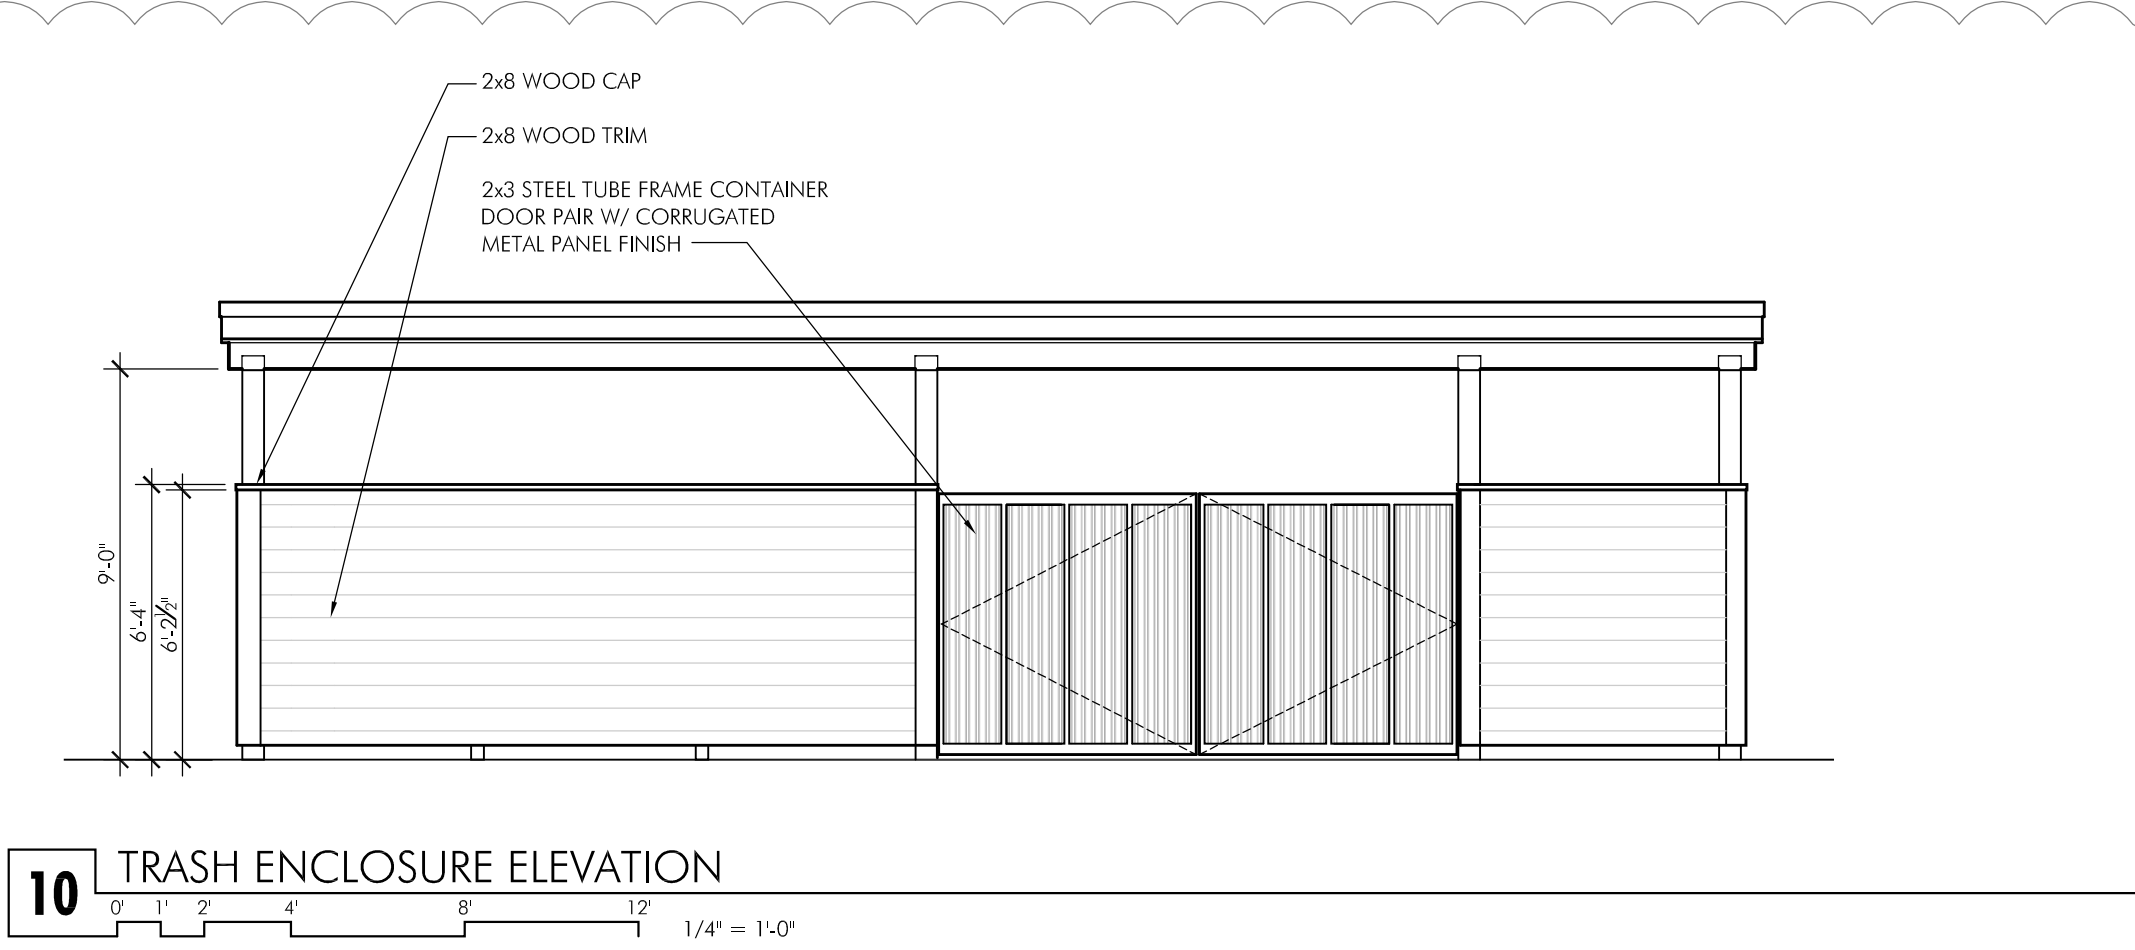 2x8 WOOD CAP
2x8 WOOD TRIM
2x3 STEEL TUBE FRAME CONTAINER
DOOR PAIR W/ CORRUGATED
METAL PANEL FINISH
9'-0"
6'-4"
6'-2½"
10
TRASH ENCLOSURE ELEVATION
0' 1' 2' 4' 8' 12'
1/4" = 1'-0"